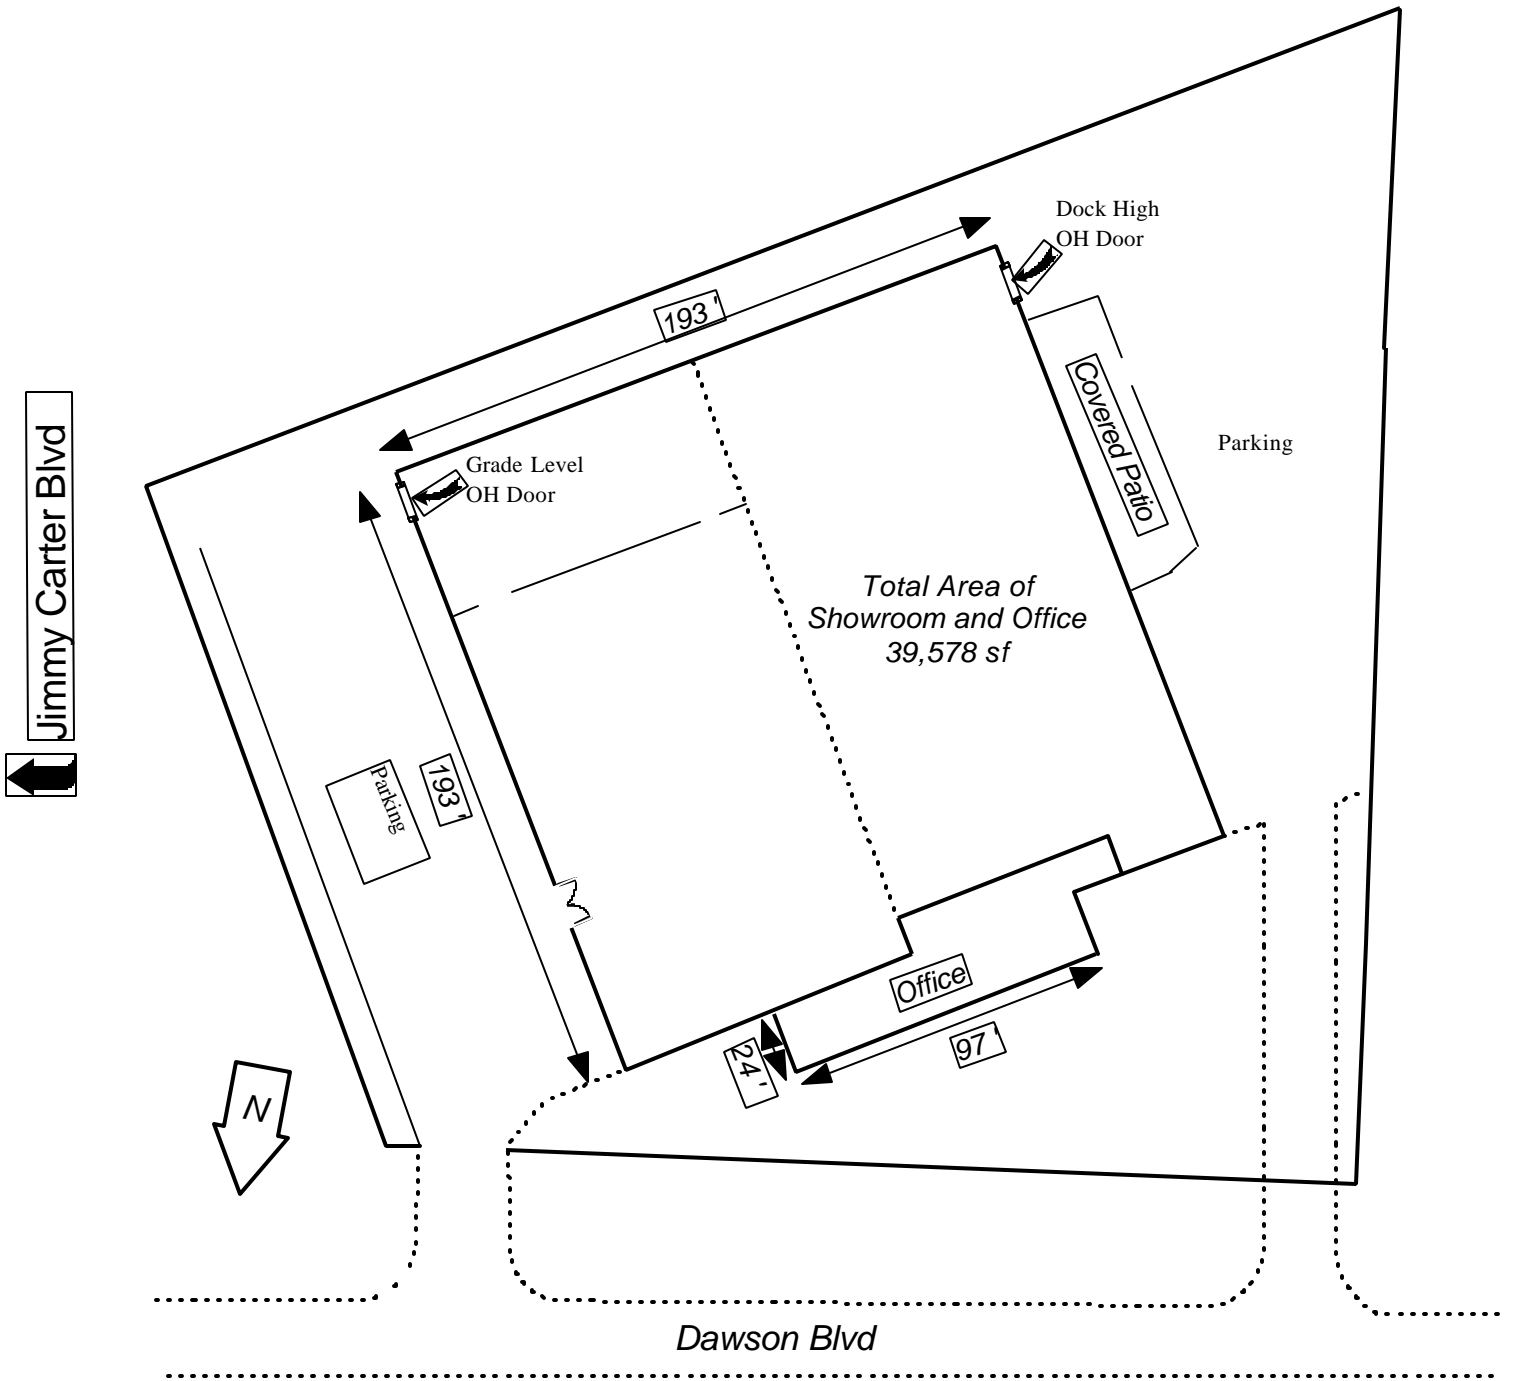 Dock High
OH Door
193 '
Grade Level
OH Door
Covered Patio
Parking
Jimmy Carter Blvd
Total Area of
Showroom and Office
39,578 sf
Parking
193 '
Office
97 '
24 '
N
Dawson Blvd